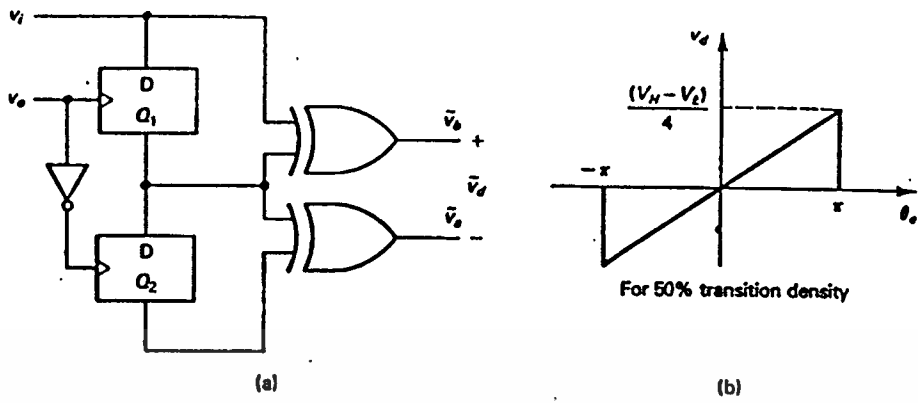 v_i
v_o
D
Q_1
D
Q_2
ṽ_b
+
ṽ_d
ṽ_a
−
(a)
v_d
(V_H − V_L)
4
− π
π
θ_e
For 50% transition density
(b)